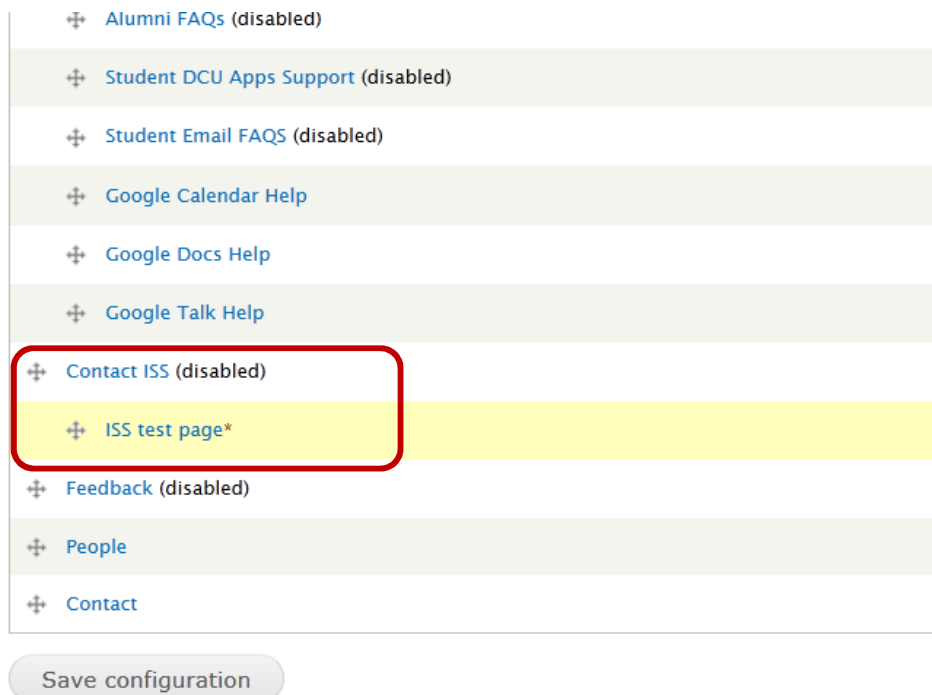 Alumni FAQs (disabled)
Student DCU Apps Support (disabled)
Student Email FAQS (disabled)
Google Calendar Help
Google Docs Help
Google Talk Help
Contact ISS (disabled)
ISS test page*
Feedback (disabled)
People
Contact
Save configuration